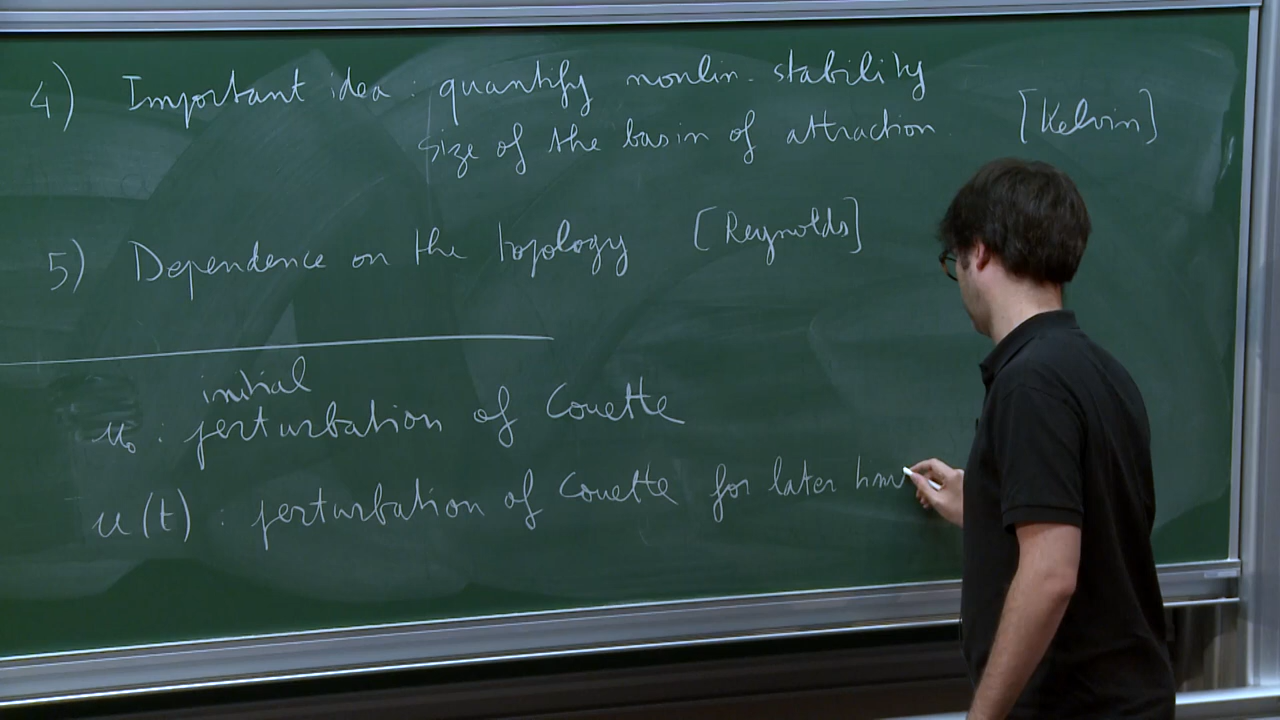 4) Important idea : quantify nonlin. stability
size of the basin of attraction. [Kelvin]
5) Dependence on the topology [Reynolds]
initial
u₀ : perturbation of Couette
u(t) : perturbation of Couette for later tim